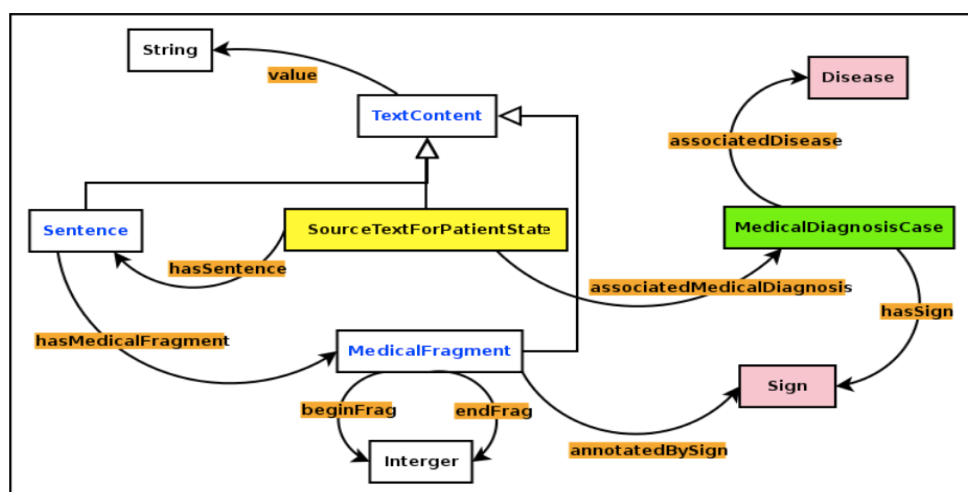 String
value
Disease
TextContent
associatedDisease
Sentence
SourceTextForPatientState
MedicalDiagnosisCase
hasSentence
associatedMedicalDiagnosis
hasSign
hasMedicalFragment
MedicalFragment
Sign
beginFrag
endFrag
annotatedBySign
Interger